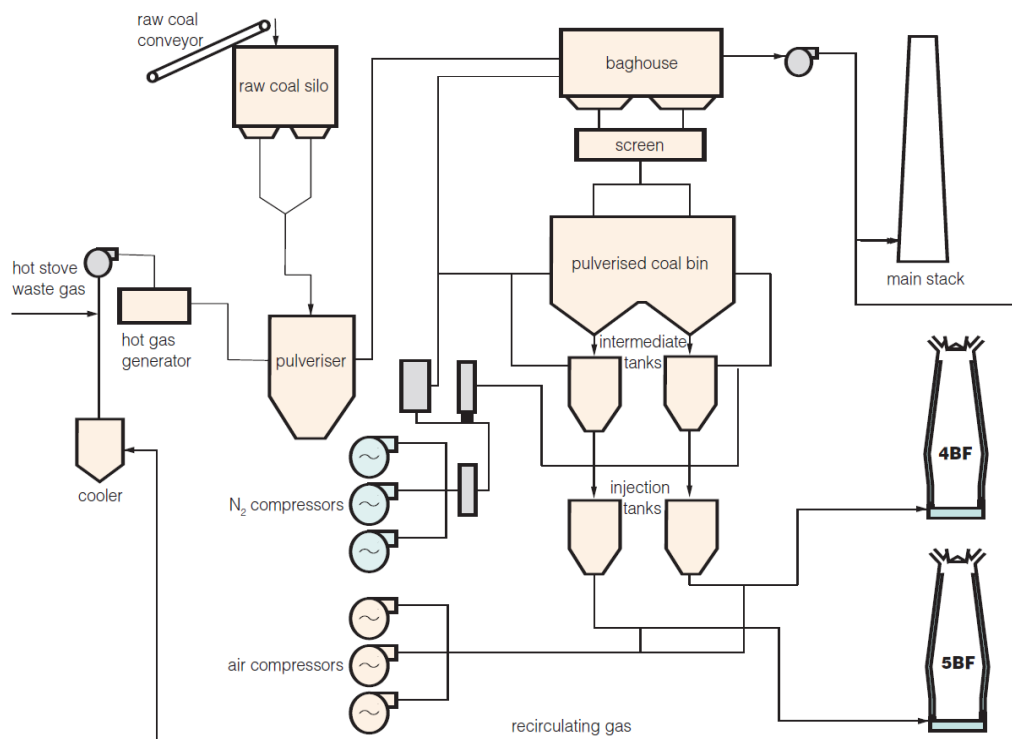 raw coal
conveyor
raw coal silo
baghouse
screen
pulverised coal bin
main stack
hot stove
waste gas
hot gas
generator
pulveriser
intermediate
tanks
cooler
N₂ compressors
injection
tanks
4BF
5BF
air compressors
recirculating gas